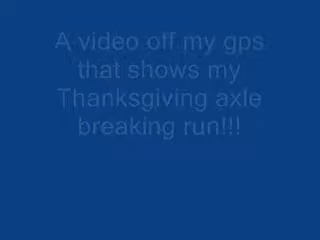 A video off my gps
that shows my
Thanksgiving axle
breaking run!!!